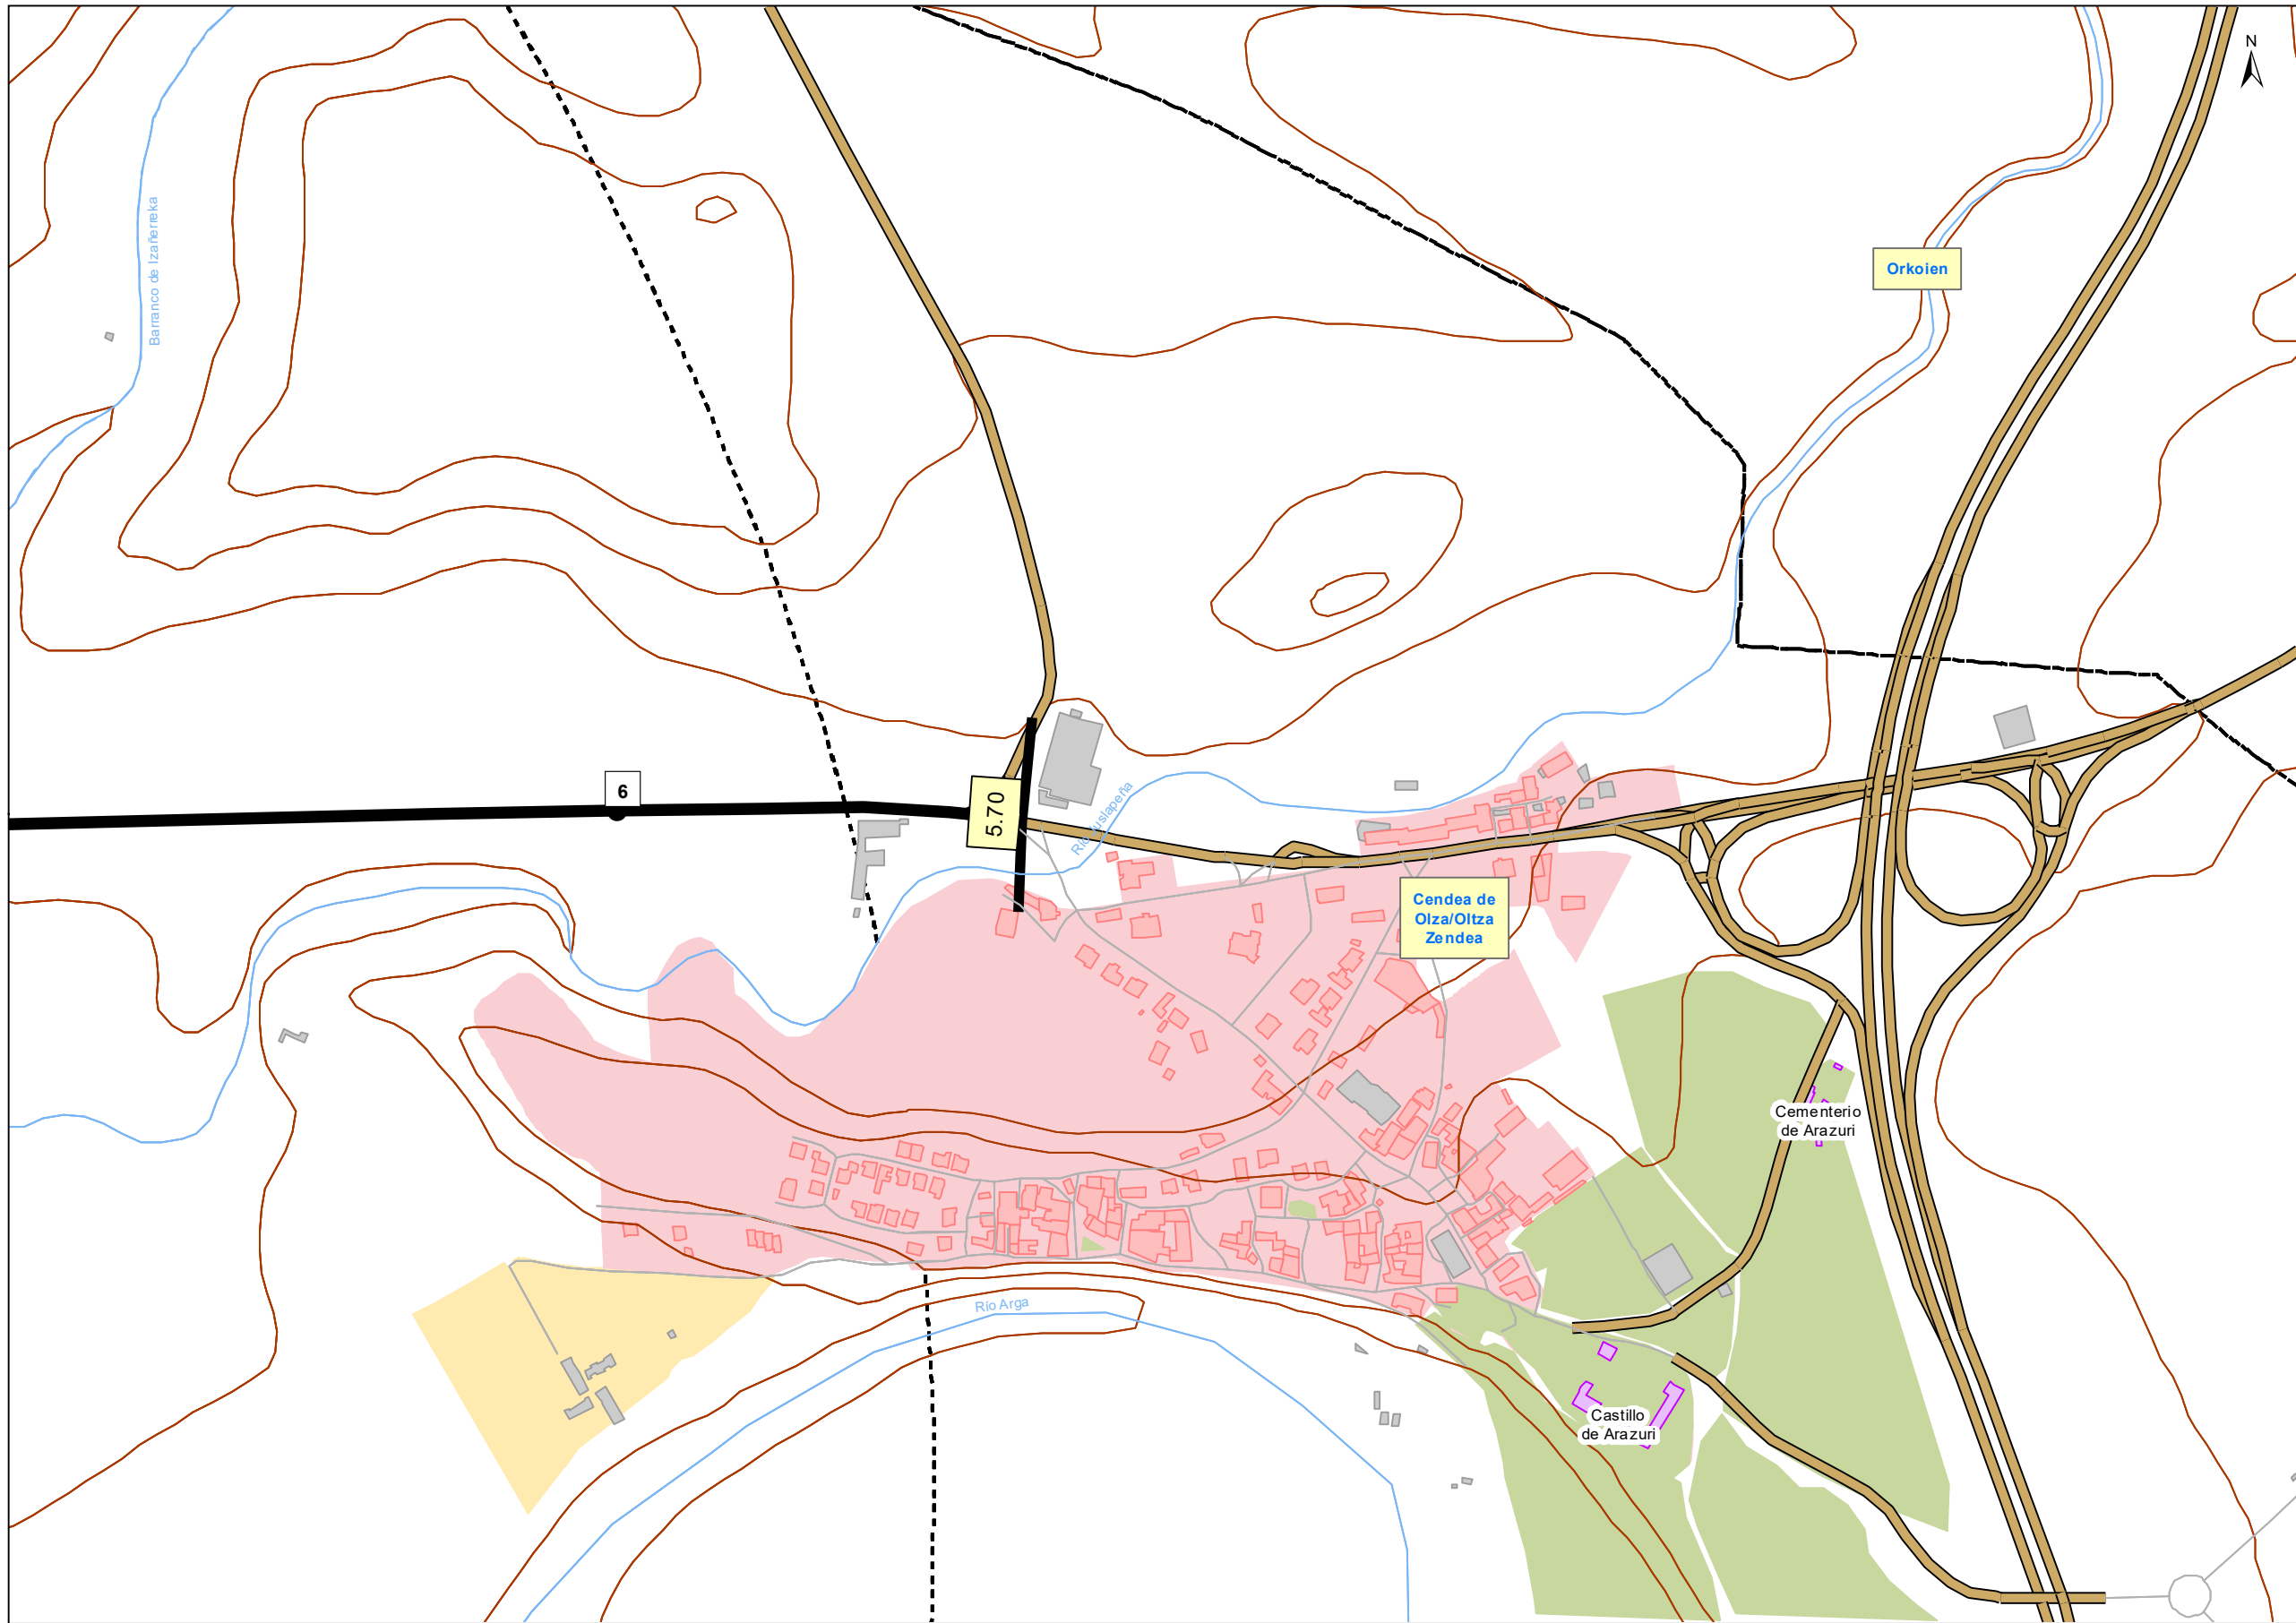 N
Barranco de Izañerreka
Orkoien
6
5.70
Cendea de
Olza/Oltza
Zendea
Cementerio
de Arazuri
Río Arga
Castillo
de Arazuri